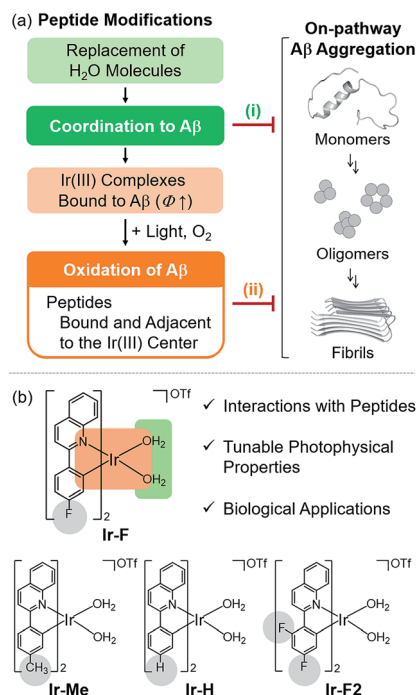 (a) Peptide Modifications
Replacement of
H₂O Molecules
Coordination to Aβ
(i)
Ir(III) Complexes
Bound to Aβ (Φ ↑)
+ Light, O₂
Oxidation of Aβ
(ii)
Peptides
Bound and Adjacent
to the Ir(III) Center
On-pathway
Aβ Aggregation
Monomers
Oligomers
Fibrils
(b)
OTf
N
OH₂
Ir
OH₂
F
2
Ir-F
✓ Interactions with Peptides
✓ Tunable Photophysical
Properties
✓ Biological Applications
OTf
N
OH₂
Ir
OH₂
CH₃
2
Ir-Me
OTf
N
OH₂
Ir
OH₂
H
2
Ir-H
OTf
N
OH₂
Ir
OH₂
F
F
2
Ir-F2